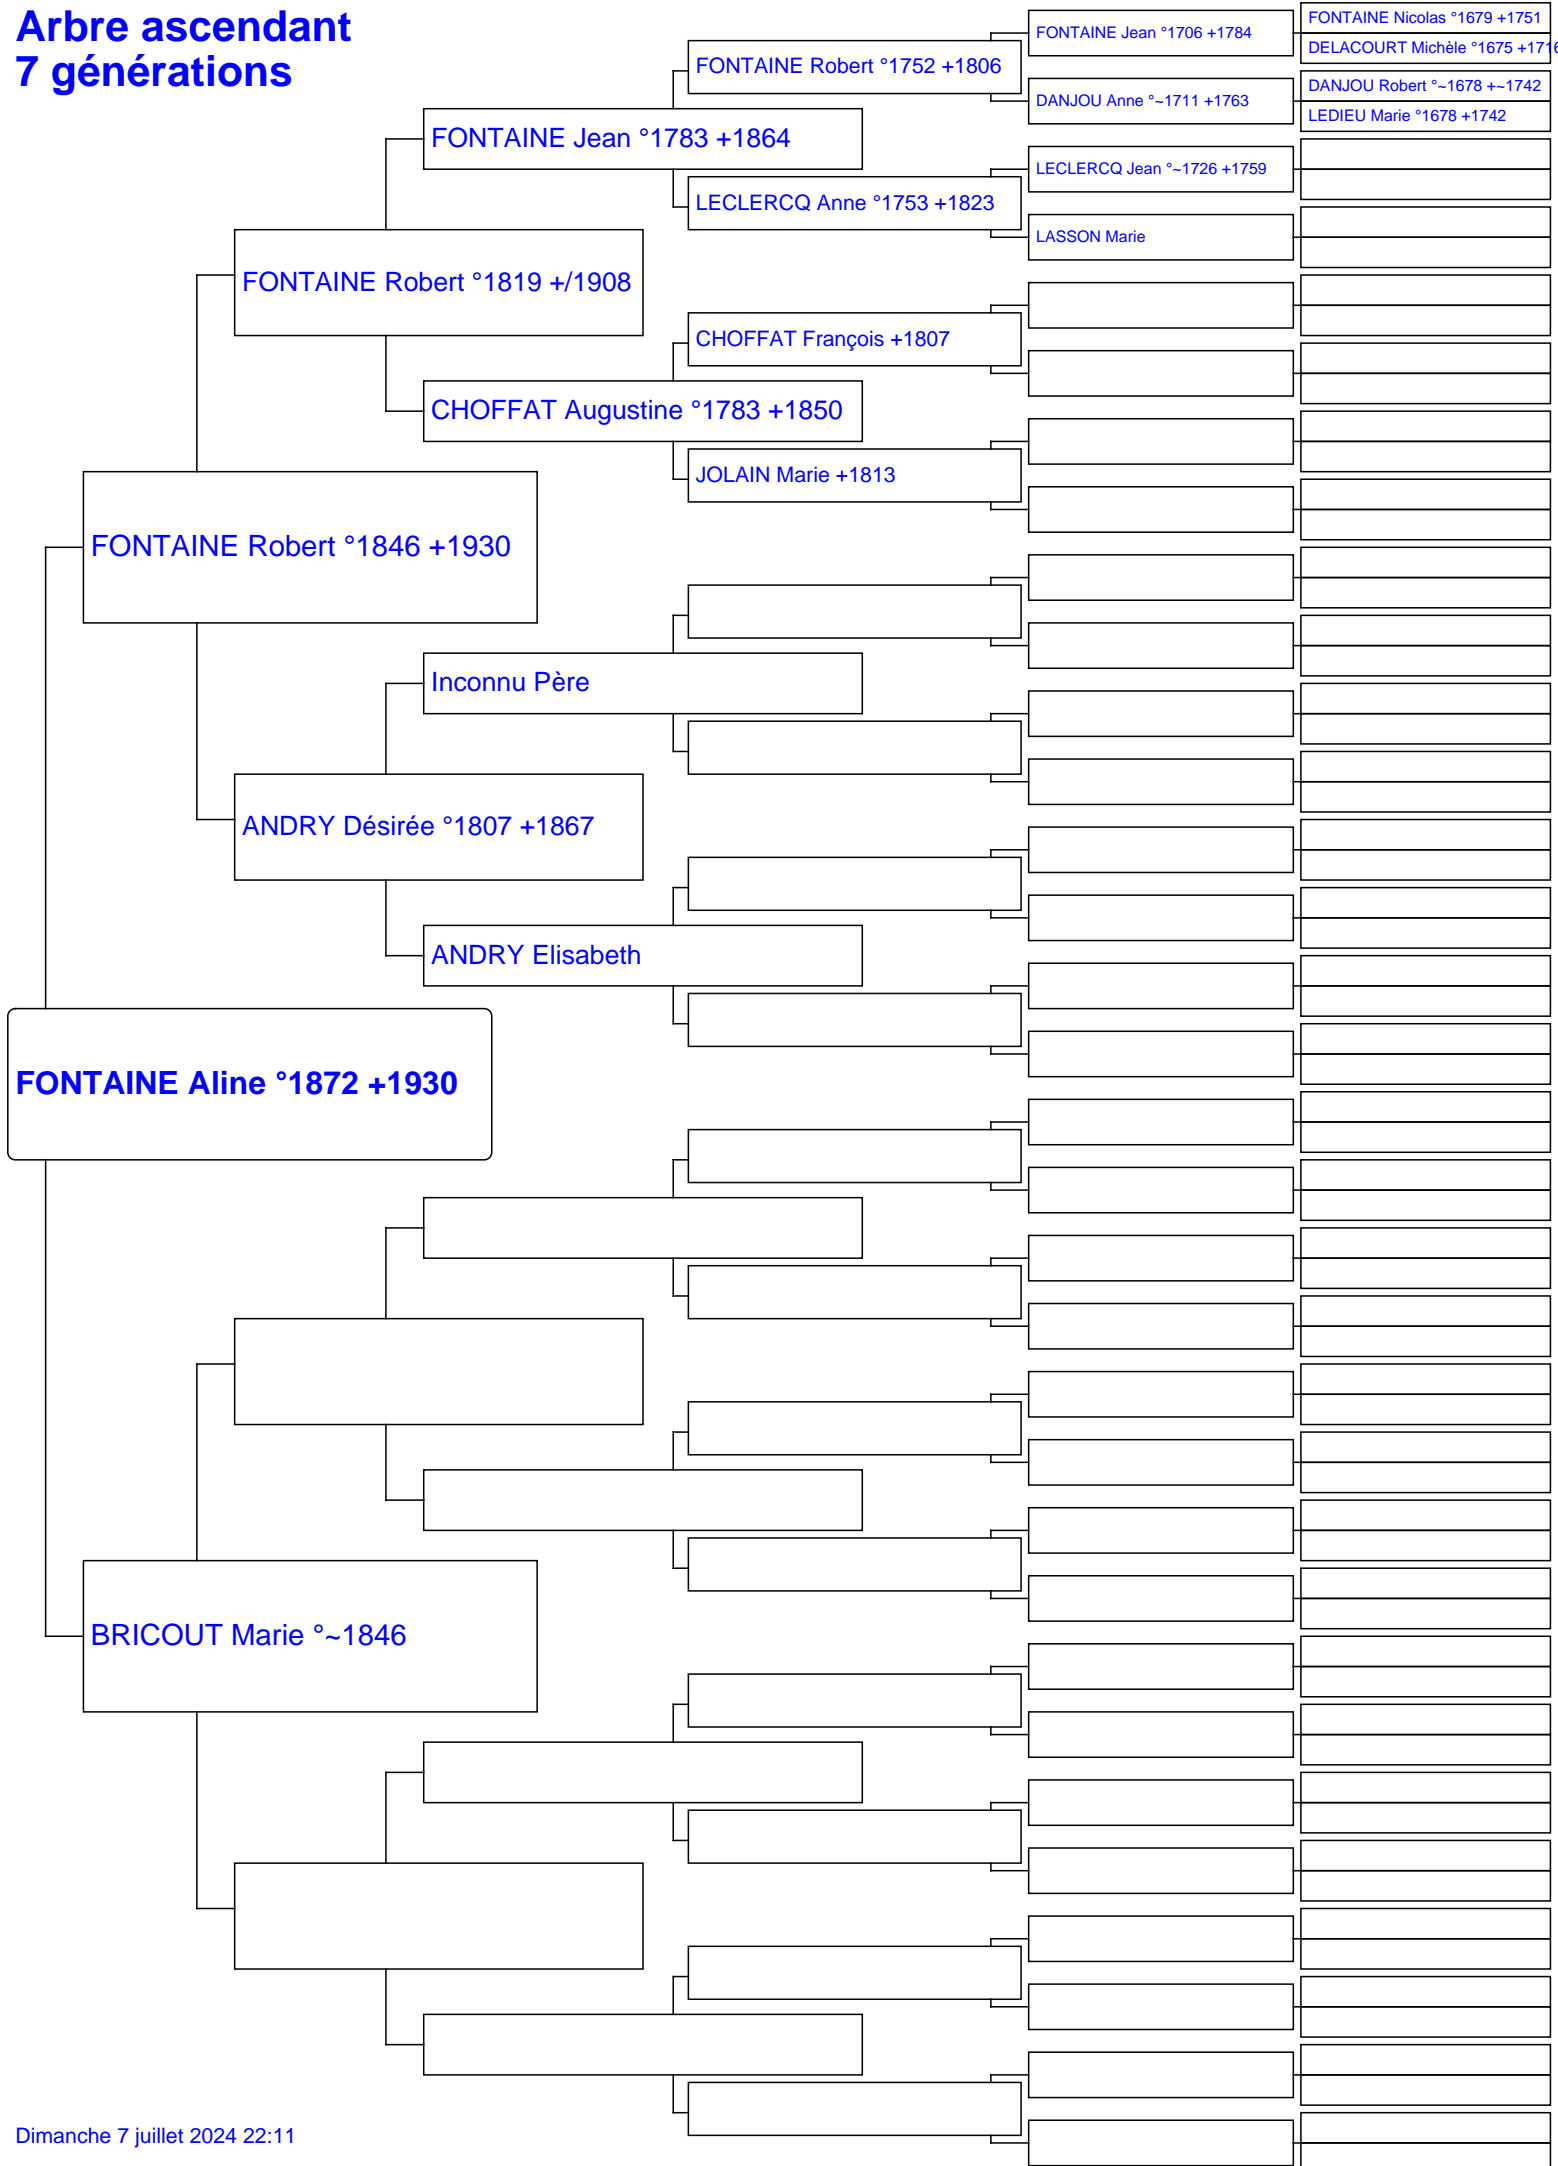 Arbre ascendant
7 générations
FONTAINE Nicolas °1679 +1751
FONTAINE Jean °1706 +1784
DELACOURT Michèle °1675 +1716
FONTAINE Robert °1752 +1806
DANJOU Robert °~1678 +~1742
DANJOU Anne °~1711 +1763
LEDIEU Marie °1678 +1742
FONTAINE Jean °1783 +1864
LECLERCQ Jean °~1726 +1759
LECLERCQ Anne °1753 +1823
LASSON Marie
FONTAINE Robert °1819 +/1908
CHOFFAT François +1807
CHOFFAT Augustine °1783 +1850
JOLAIN Marie +1813
FONTAINE Robert °1846 +1930
Inconnu Père
ANDRY Désirée °1807 +1867
ANDRY Elisabeth
FONTAINE Aline °1872 +1930
BRICOUT Marie °~1846
Dimanche 7 juillet 2024 22:11